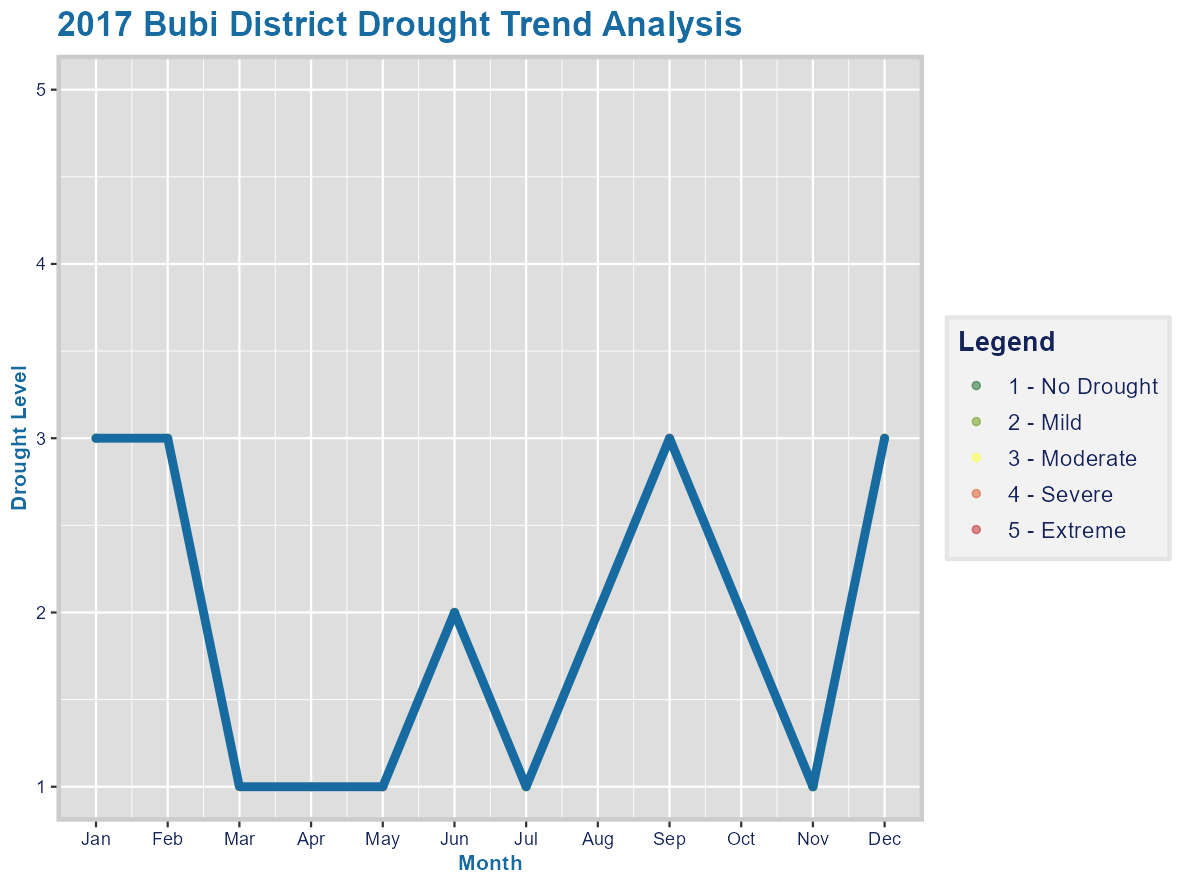 2017 Bubi District Drought Trend Analysis
Drought Level
5
4
3
2
1
Jan Feb Mar Apr May Jun Jul Aug Sep Oct Nov Dec
Month
Legend
1 - No Drought
2 - Mild
3 - Moderate
4 - Severe
5 - Extreme